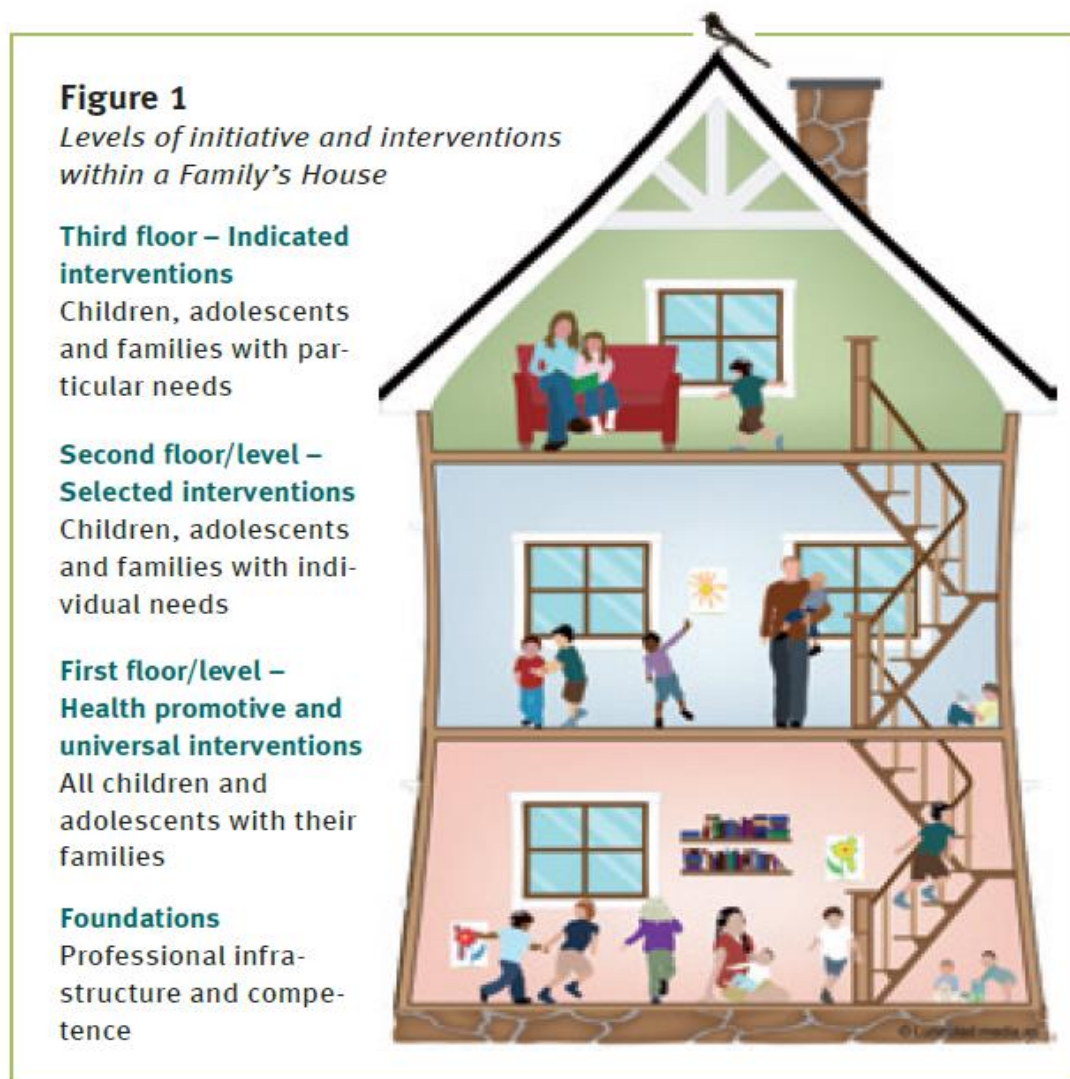 Figure 1
Levels of initiative and interventions
within a Family's House
Third floor – Indicated
interventions
Children, adolescents
and families with par-
ticular needs
Second floor/level –
Selected interventions
Children, adolescents
and families with indi-
vidual needs
First floor/level –
Health promotive and
universal interventions
All children and
adolescents with their
families
Foundations
Professional infra-
structure and compe-
tence